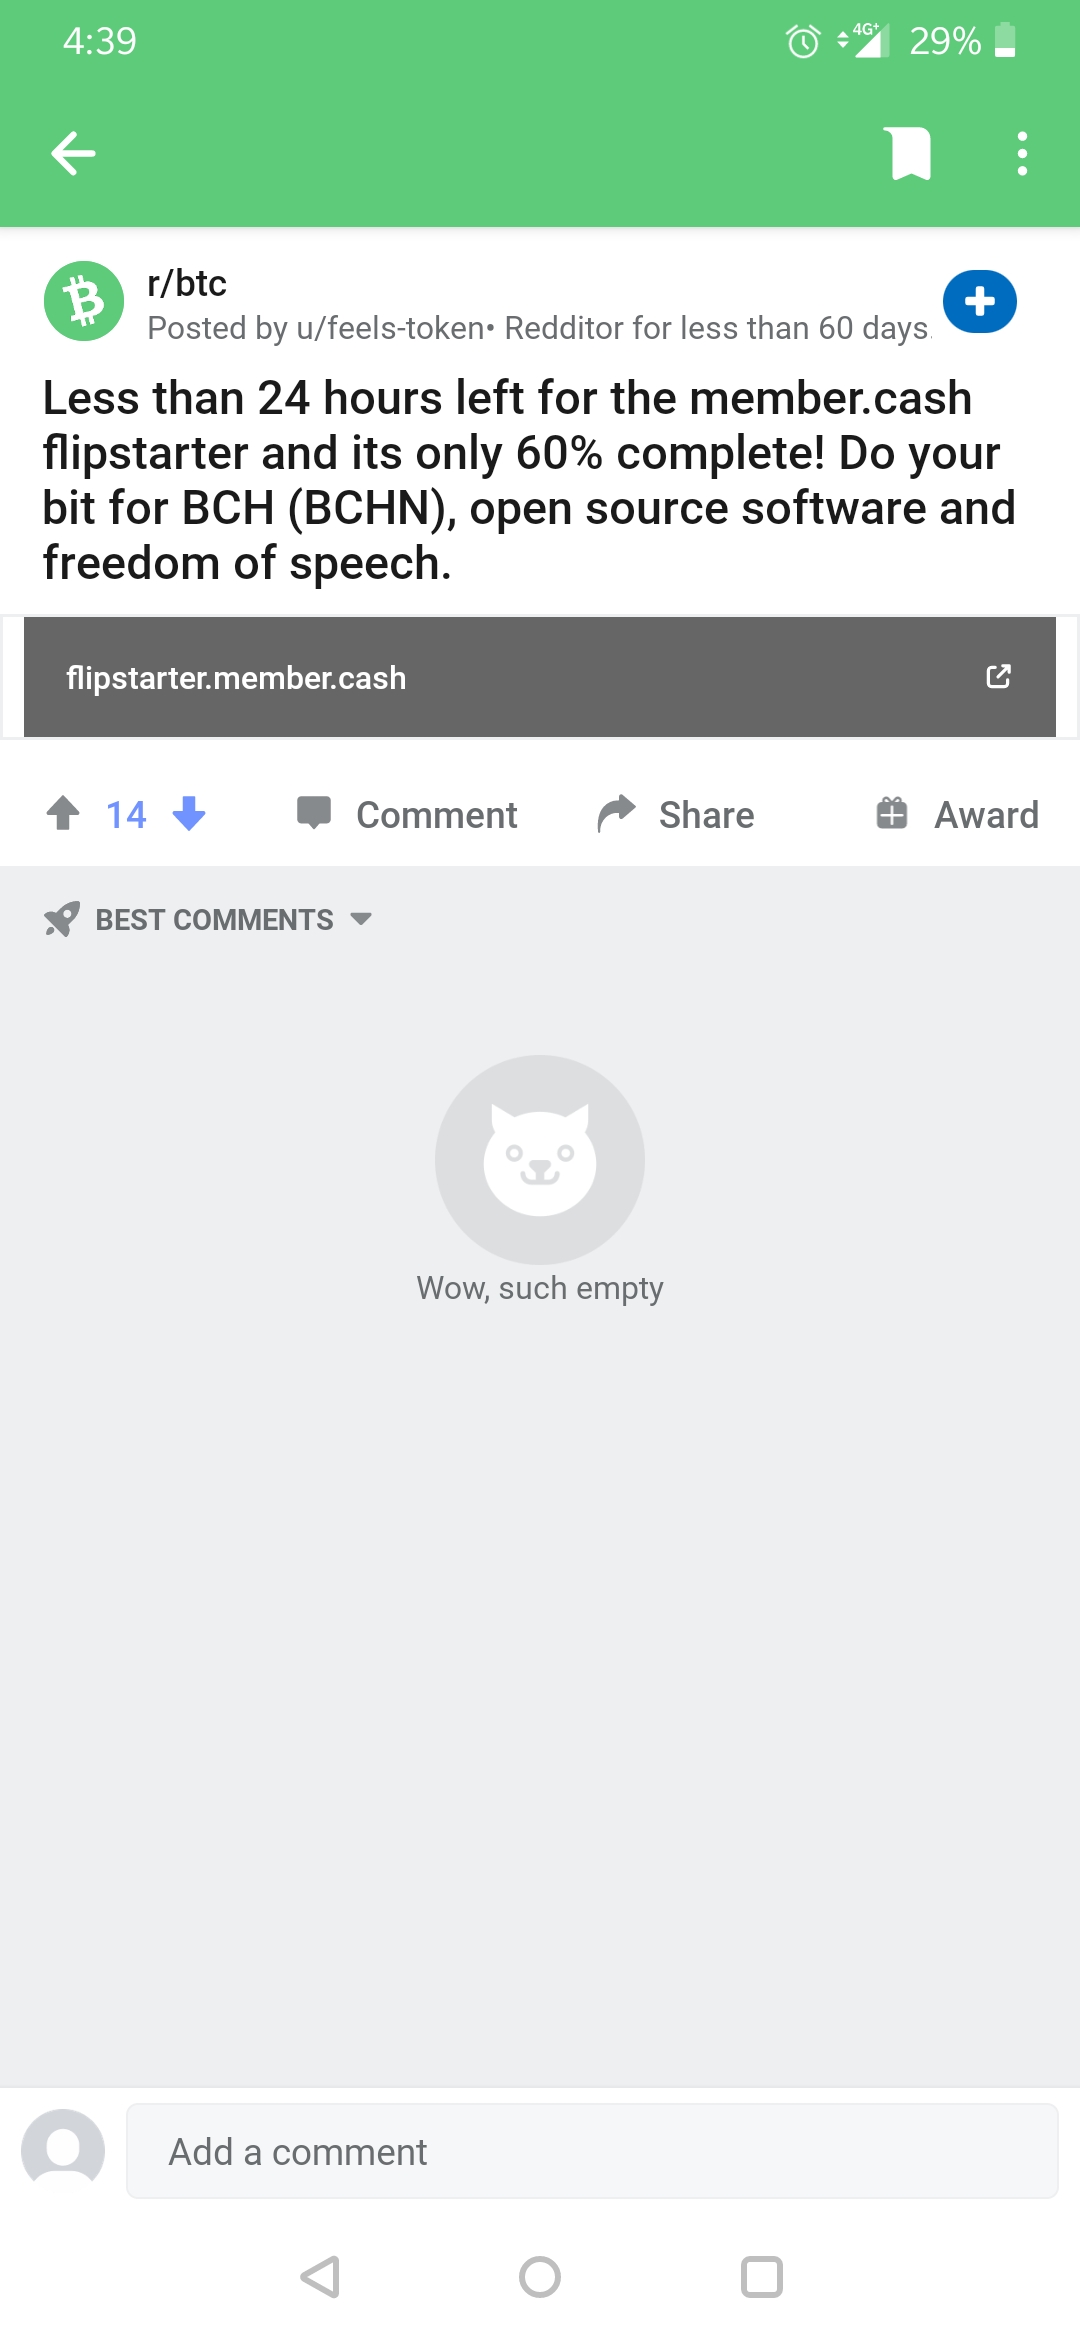 4:39
4G+ 29%
r/btc
Posted by u/feels-token• Redditor for less than 60 days.
Less than 24 hours left for the member.cash
flipstarter and its only 60% complete! Do your
bit for BCH (BCHN), open source software and
freedom of speech.
flipstarter.member.cash
14 Comment Share Award
BEST COMMENTS
Wow, such empty
Add a comment